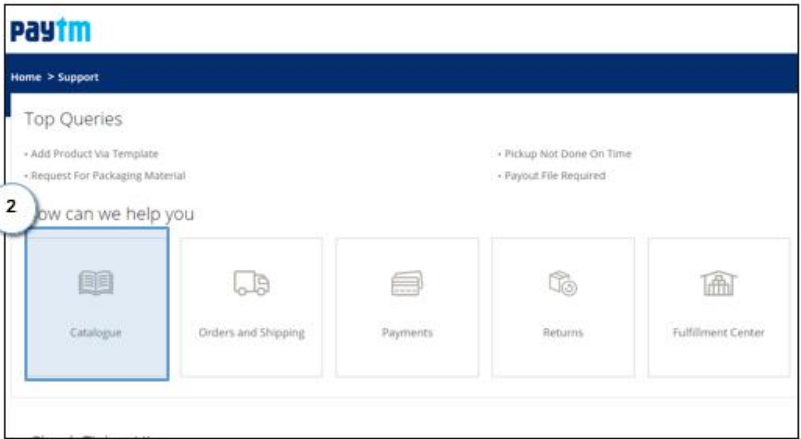 paytm
Home > Support
Top Queries
• Add Product Via Template
• Pickup Not Done On Time
• Request For Packaging Material
• Payout File Required
2
ow can we help you
Catalogue
Orders and Shipping
Payments
Returns
Fulfillment Center